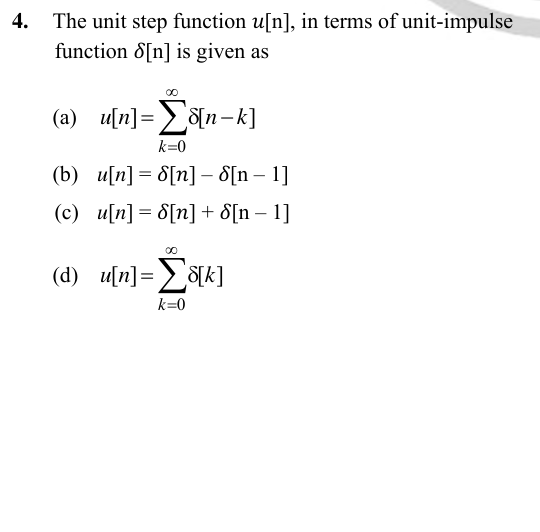 4. The unit step function u[n], in terms of unit-impulse
function δ[n] is given as
(a) u[n]=∑_{k=0}^{∞}δ[n−k]
(b) u[n] = δ[n] – δ[n – 1]
(c) u[n] = δ[n] + δ[n – 1]
(d) u[n]=∑_{k=0}^{∞}δ[k]